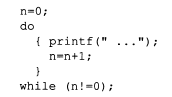 n=0;
do
{ printf(" ...");
n=n+1;
}
while (n!=0);